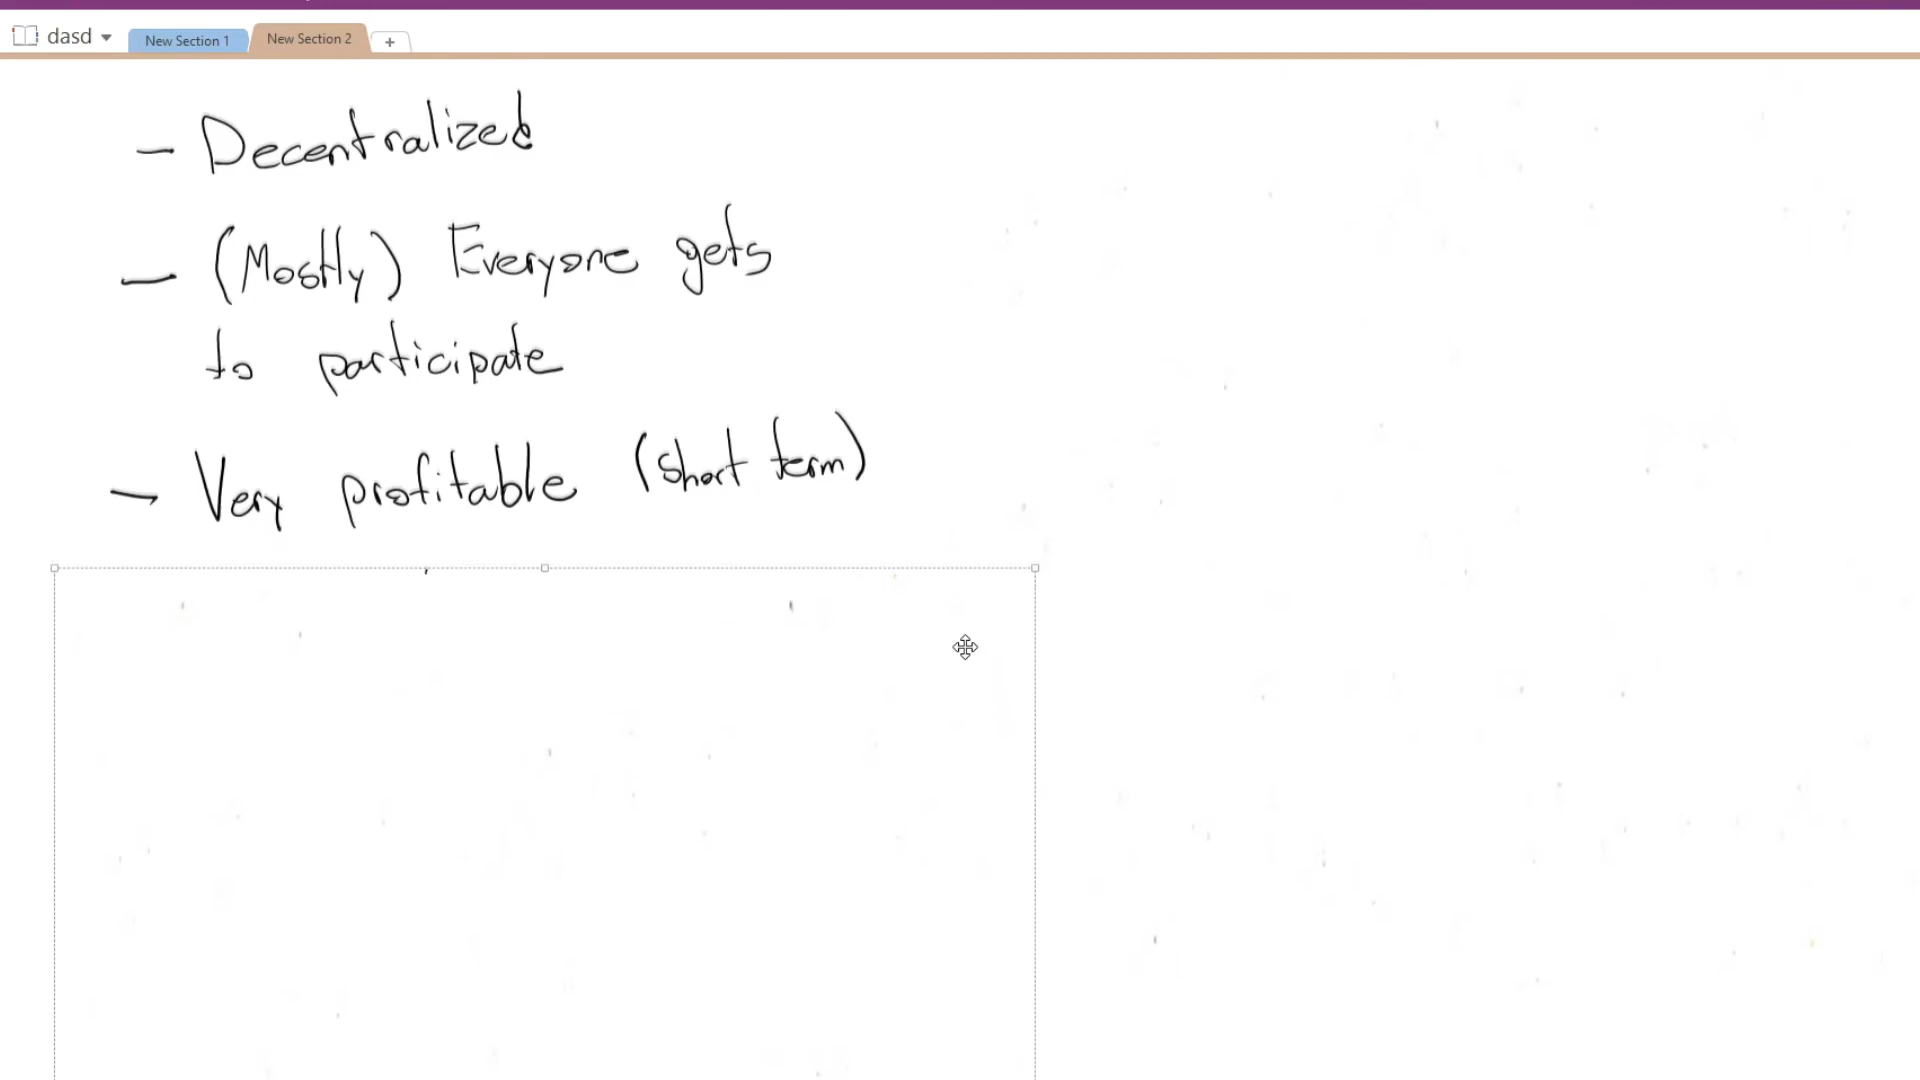 dasd
New Section 1
New Section 2
- Decentralized
- (Mostly) Everyone gets
to participate
- Very profitable (short term)